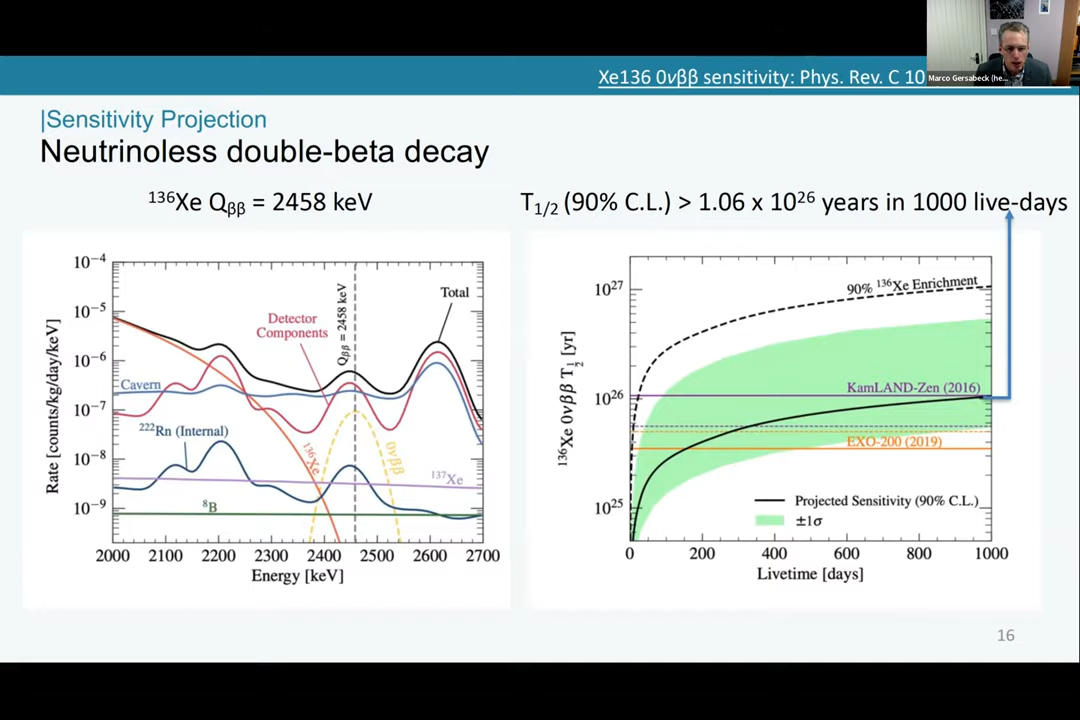 Xe136 0νββ sensitivity: Phys. Rev. C 10
Marco Gersabeck (he...
|Sensitivity Projection
Neutrinoless double-beta decay
¹³⁶Xe Qββ = 2458 keV
T1/2 (90% C.L.) > 1.06 x 10²⁶ years in 1000 live-days
10⁻⁴
10⁻⁵
10⁻⁶
10⁻⁷
10⁻⁸
10⁻⁹
Rate [counts/kg/day/keV]
Total
Detector
Components
Qββ = 2458 keV
Cavern
²²²Rn (Internal)
¹³⁶Xe
0νββ
¹³⁷Xe
⁸B
2000 2100 2200 2300 2400 2500 2600 2700
Energy [keV]
10²⁷
10²⁶
10²⁵
¹³⁶Xe 0νββ T½ [yr]
90% ¹³⁶Xe Enrichment
KamLAND-Zen (2016)
EXO-200 (2019)
Projected Sensitivity (90% C.L.)
±1σ
0 200 400 600 800 1000
Livetime [days]
16